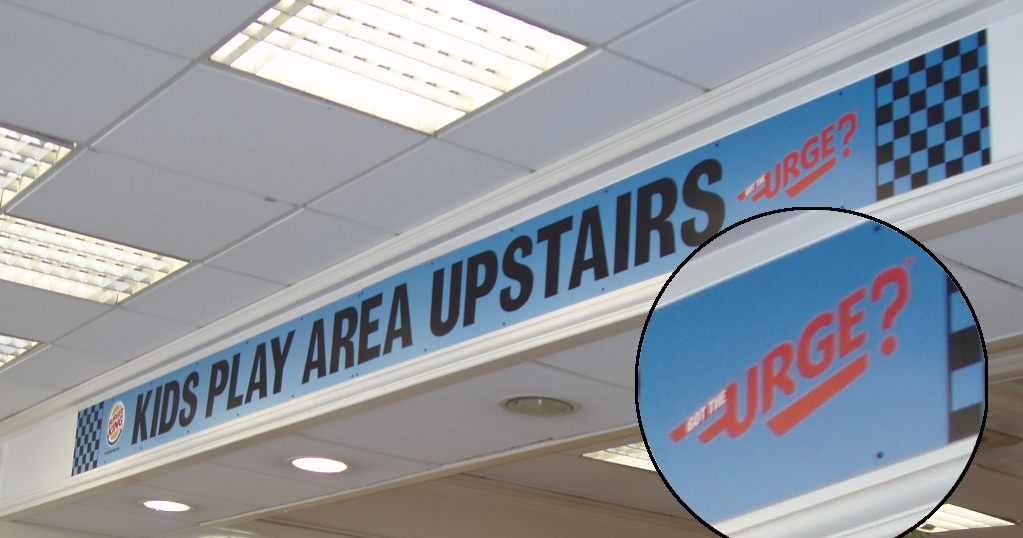 BURGER KING
KIDS PLAY AREA UPSTAIRS
GOT THE URGE?
GOT THE URGE?